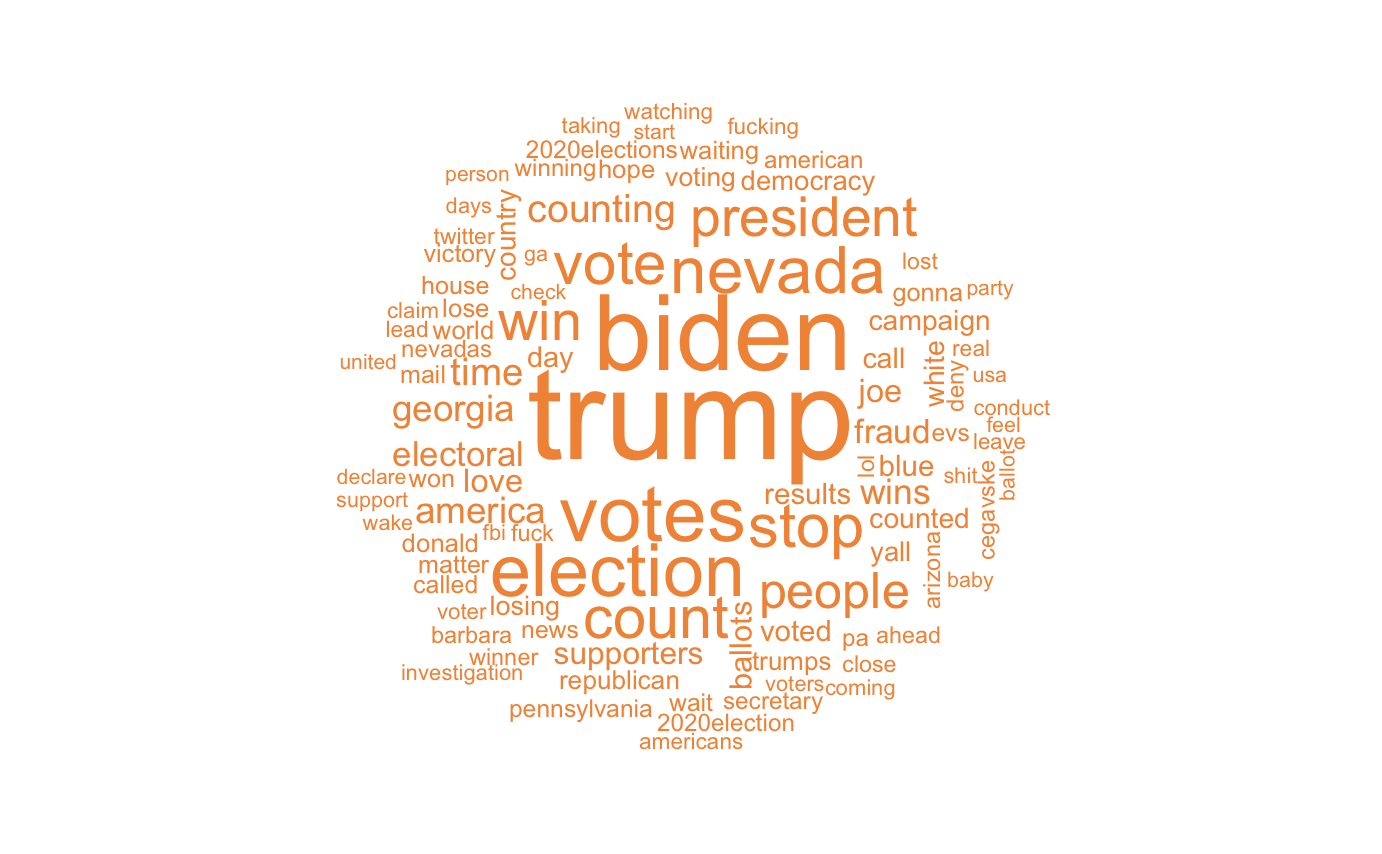 watching
taking
start
fucking
2020elections
waiting
american
person
winning
hope
voting
democracy
days
country
counting
president
twitter
victory
ga
vote
nevada
lost
house
check
gonna
party
claim
lose
win
biden
campaign
lead
world
nevadas
day
call
white
real
united
mail
time
trump
joe
deny
usa
georgia
conduct
fraud
evs
feel
leave
electoral
lol
blue
shit
ballot
declare
won
love
results
wins
cegavske
support
america
votes
stop
counted
wake
fbi
fuck
donald
yall
arizona
matter
election
people
baby
called
voter
losing
count
ballots
barbara
news
voted
pa
ahead
winner
supporters
trumps
close
investigation
republican
voters
coming
pennsylvania
wait
secretary
2020election
americans